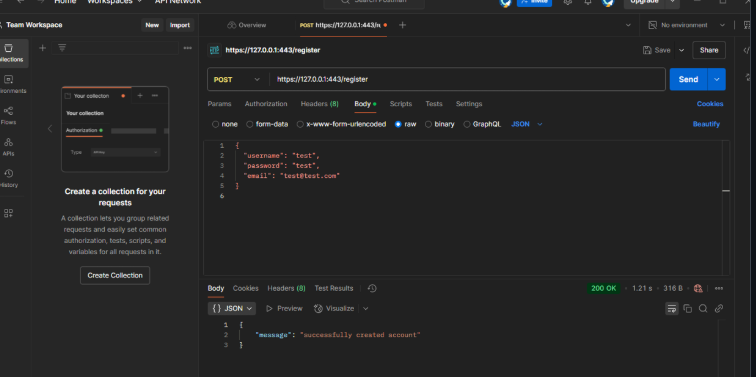 Home Workspaces API Network
Search Postman
Invite
Upgrade
Team Workspace
New Import
Overview
POST https://127.0.0.1:443/r
No environment
Collections
https://127.0.0.1:443/register
Save
Share
POST
https://127.0.0.1:443/register
Send
Params Authorization Headers (8) Body Scripts Tests Settings
Cookies
none form-data x-www-form-urlencoded raw binary GraphQL JSON
Beautify
1 {
2 "username": "test",
3 "password": "test",
4 "email": "test@test.com"
5 }
6
Environments
Flows
APIs
History
Your collection
Your collection
Authorization
Type
Create a collection for your
requests
A collection lets you group related
requests and easily set common
authorization, tests, scripts, and
variables for all requests in it.
Create Collection
Body Cookies Headers (8) Test Results
200 OK 1.21 s 316 B
{ } JSON Preview Visualize
1 {
2 "message": "successfully created account"
3 }